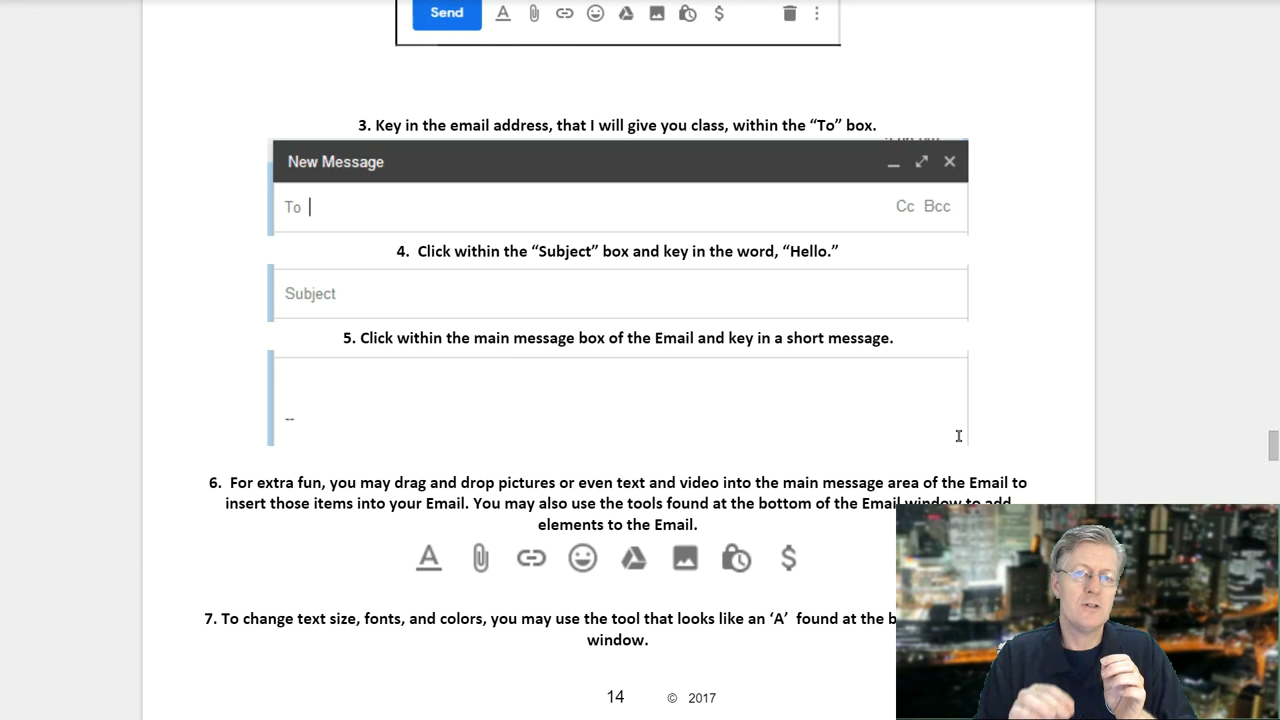 Send
3. Key in the email address, that I will give you class, within the “To” box.
New Message
To
Cc Bcc
4. Click within the “Subject” box and key in the word, “Hello.”
Subject
5. Click within the main message box of the Email and key in a short message.
--
6. For extra fun, you may drag and drop pictures or even text and video into the main message area of the Email to
insert those items into your Email. You may also use the tools found at the bottom of the Email window to add
elements to the Email.
7. To change text size, fonts, and colors, you may use the tool that looks like an ‘A’ found at the
window.
14 © 2017